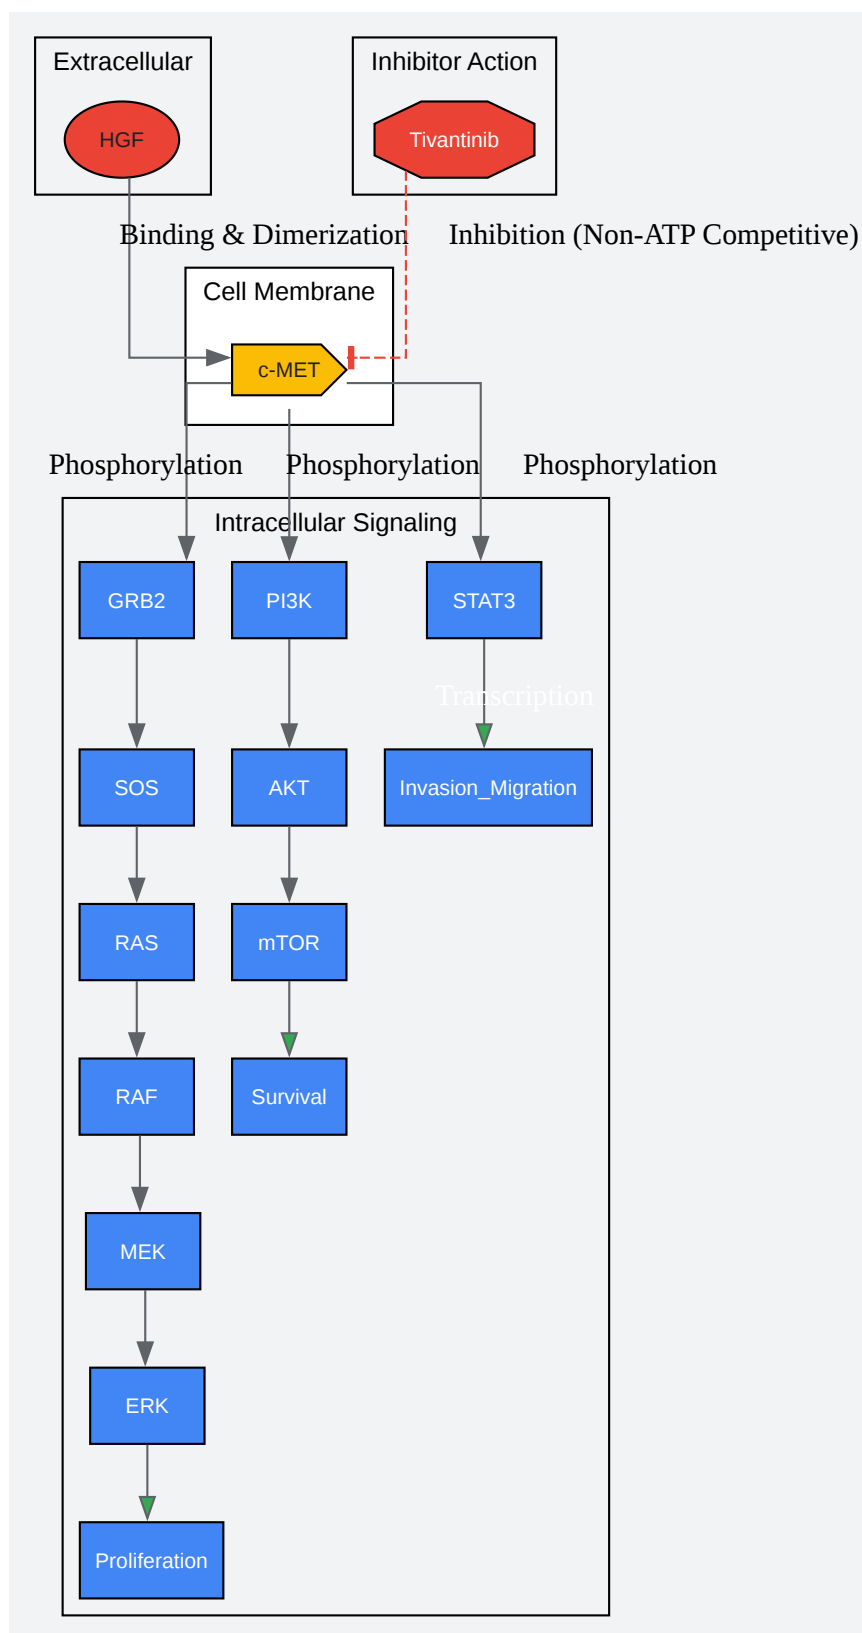 Extracellular
Inhibitor Action
HGF
Tivantinib
Binding & Dimerization
Inhibition (Non-ATP Competitive)
Cell Membrane
c-MET
Phosphorylation
Phosphorylation
Phosphorylation
Intracellular Signaling
GRB2
PI3K
STAT3
Transcription
SOS
AKT
Invasion_Migration
RAS
mTOR
RAF
Survival
MEK
ERK
Proliferation